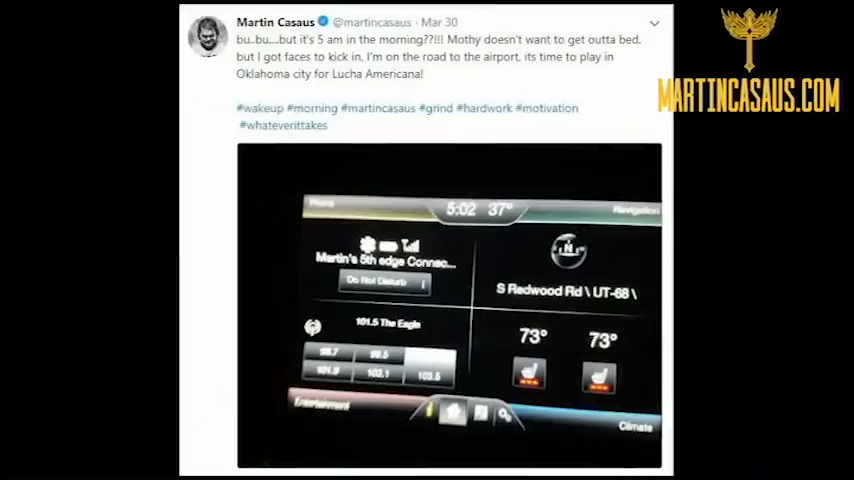 Martin Casaus @martincasaus · Mar 30
bu..bu....but it's 5 am in the morning??!!! Mothy doesn't want to get outta bed,
but I got faces to kick in. I'm on the road to the airport, its time to play in
Oklahoma city for Lucha Americana!
#wakeup #morning #martincasaus #grind #hardwork #motivation
#whateverittakes
MARTINCASAUS.COM
Phone
5:02 37°
Navigation
Martin's 5th edge Connec...
Do Not Disturb
N
S Redwood Rd \ UT-68 \
101.5 The Eagle
73° 73°
98.7 99.5
101.9 103.1 103.5
Entertainment
Climate